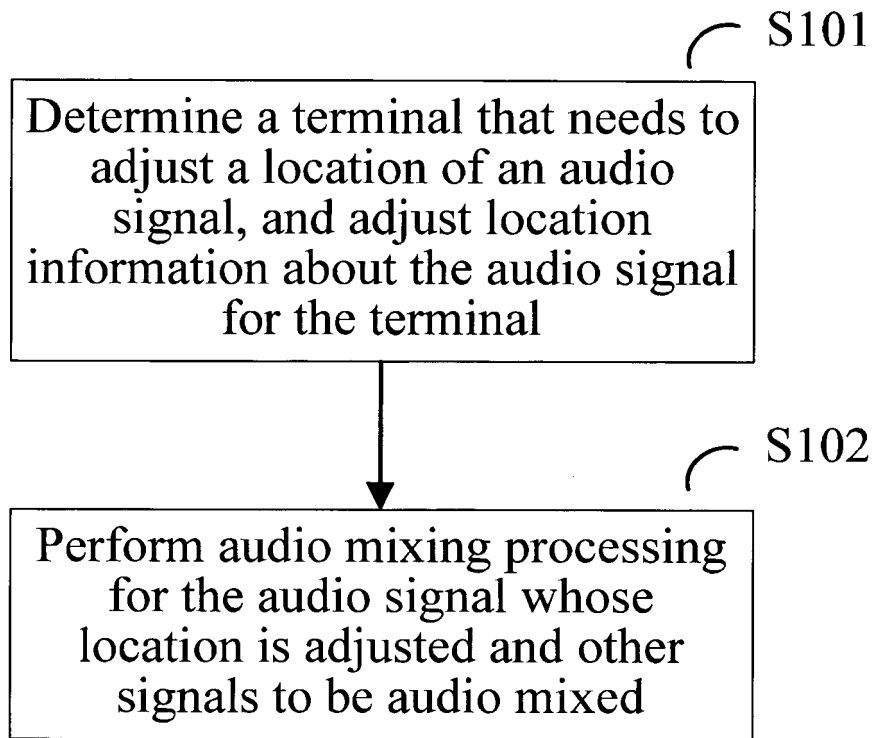 S101
Determine a terminal that needs to
adjust a location of an audio
signal, and adjust location
information about the audio signal
for the terminal
S102
Perform audio mixing processing
for the audio signal whose
location is adjusted and other
signals to be audio mixed